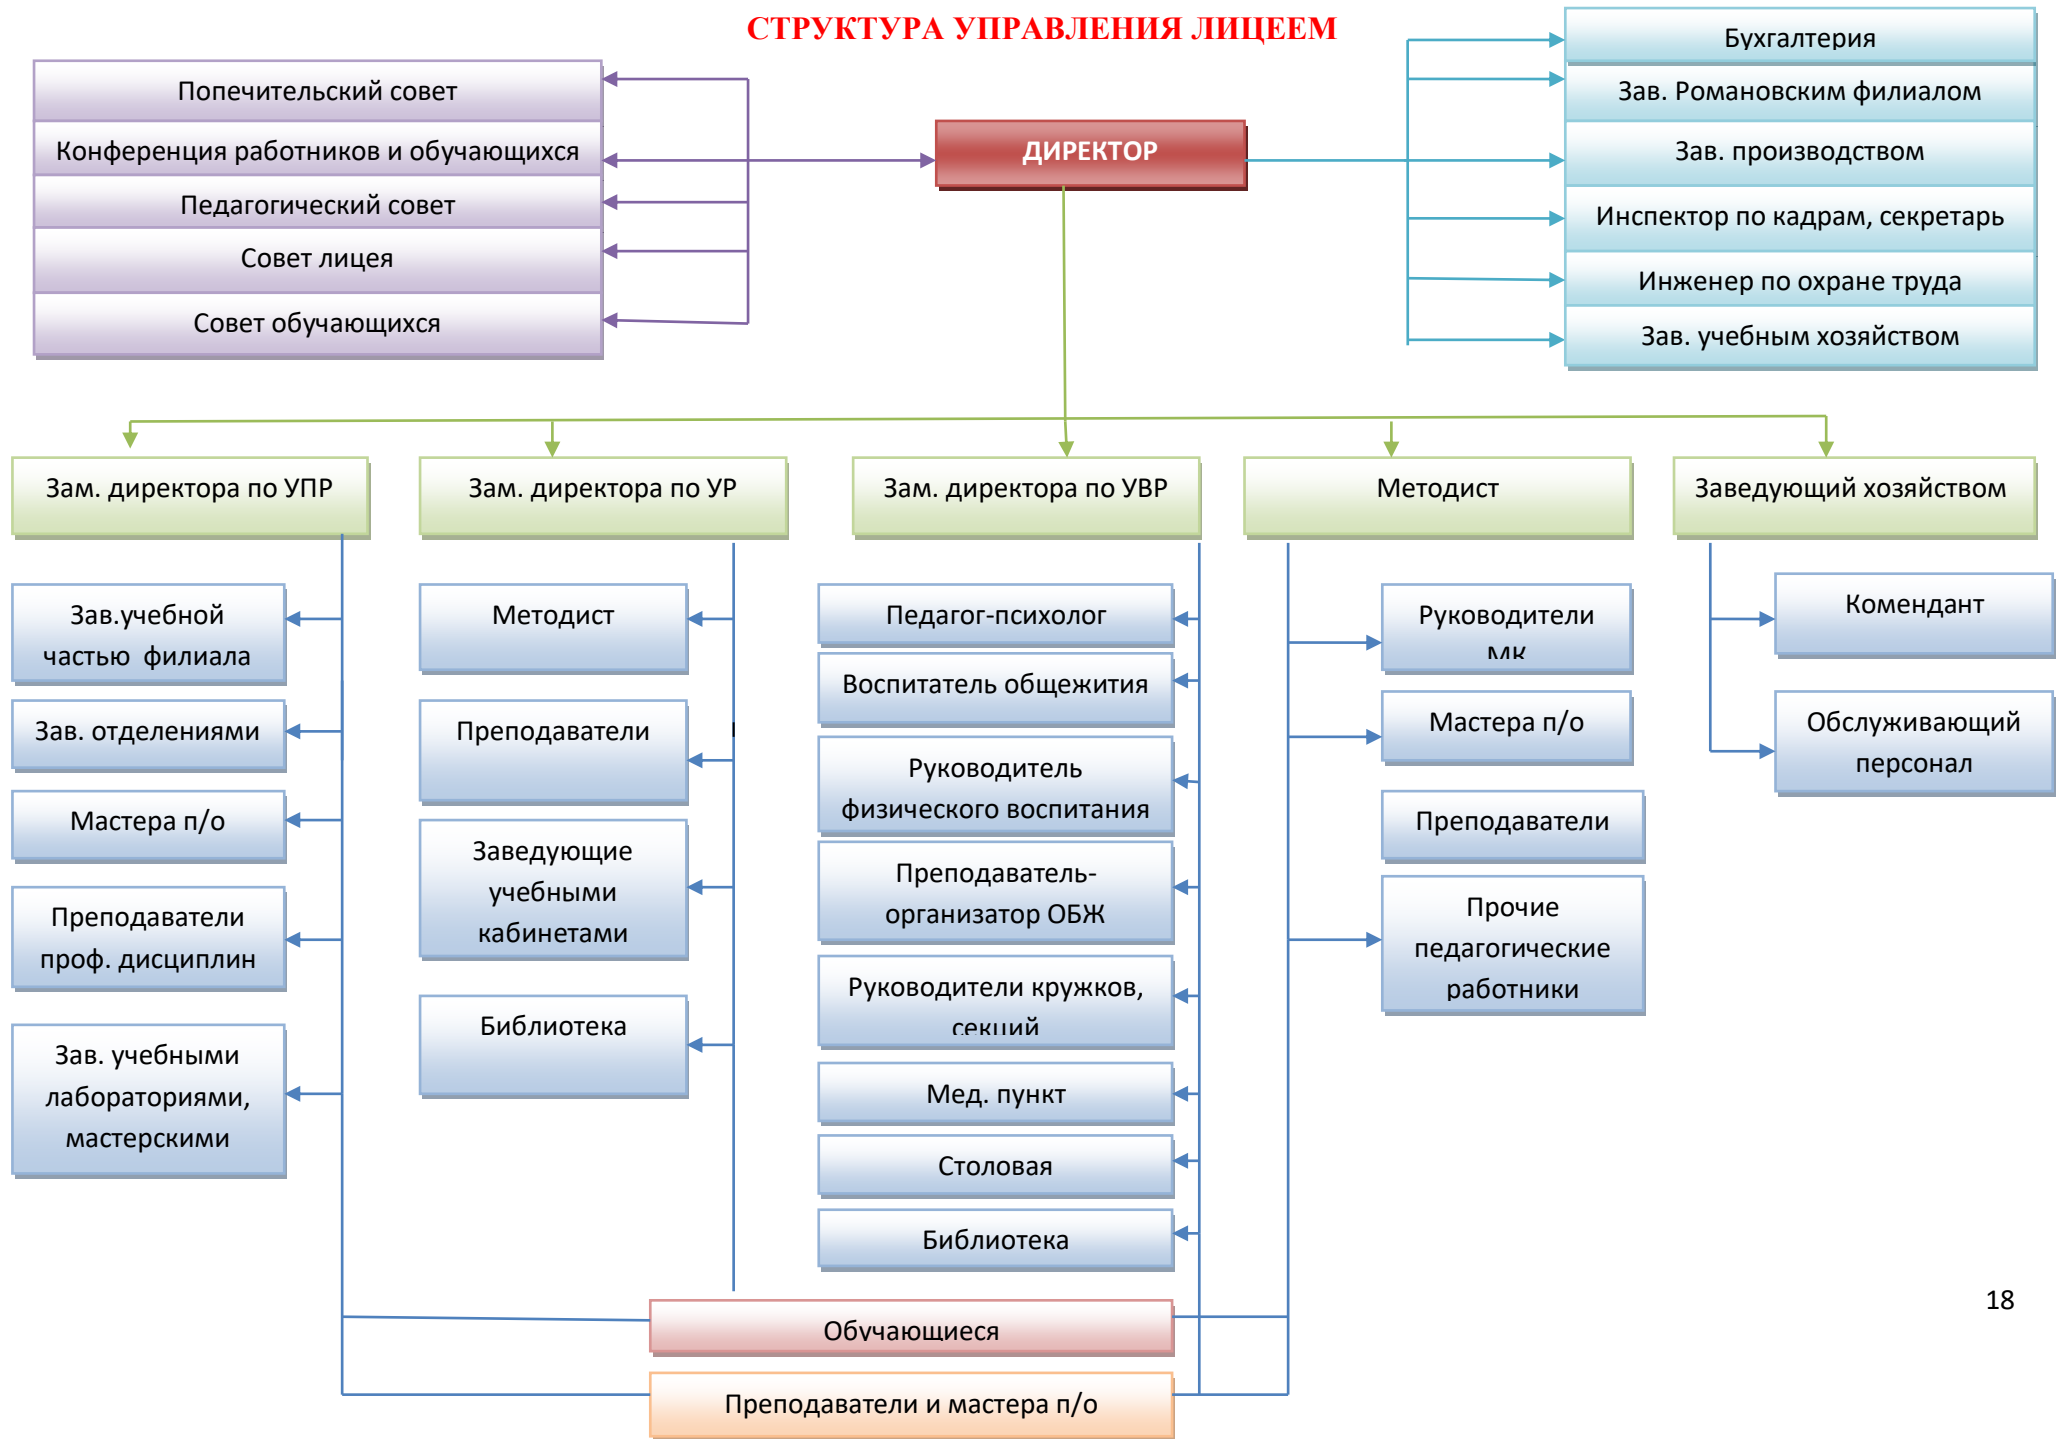 СТРУКТУРА УПРАВЛЕНИЯ ЛИЦЕЕМ
Попечительский совет
Конференция работников и обучающихся
Педагогический совет
Совет лицея
Совет обучающихся
ДИРЕКТОР
Бухгалтерия
Зав. Романовским филиалом
Зав. производством
Инспектор по кадрам, секретарь
Инженер по охране труда
Зав. учебным хозяйством
Зам. директора по УПР
Зам. директора по УР
Зам. директора по УВР
Методист
Заведующий хозяйством
Зав.учебной
частью филиала
Зав. отделениями
Мастера п/о
Преподаватели
проф. дисциплин
Зав. учебными
лабораториями,
мастерскими
Методист
Преподаватели
Заведующие
учебными
кабинетами
Библиотека
Педагог-психолог
Воспитатель общежития
Руководитель
физического воспитания
Преподаватель-
организатор ОБЖ
Руководители кружков,
секций
Мед. пункт
Столовая
Библиотека
Руководители
МК
Мастера п/о
Преподаватели
Прочие
педагогические
работники
Комендант
Обслуживающий
персонал
Обучающиеся
Преподаватели и мастера п/о
18